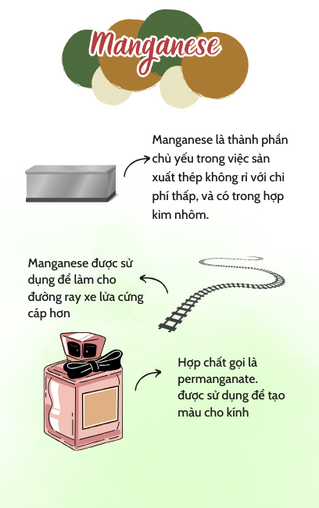 Manganese
Manganese là thành phần
chủ yếu trong việc sản
xuất thép không rỉ với chi
phí thấp, và có trong hợp
kim nhôm.
Manganese được sử
dụng để làm cho
đường ray xe lửa cứng
cáp hơn
Hợp chất gọi là
permanganate.
được sử dụng để tạo
màu cho kính